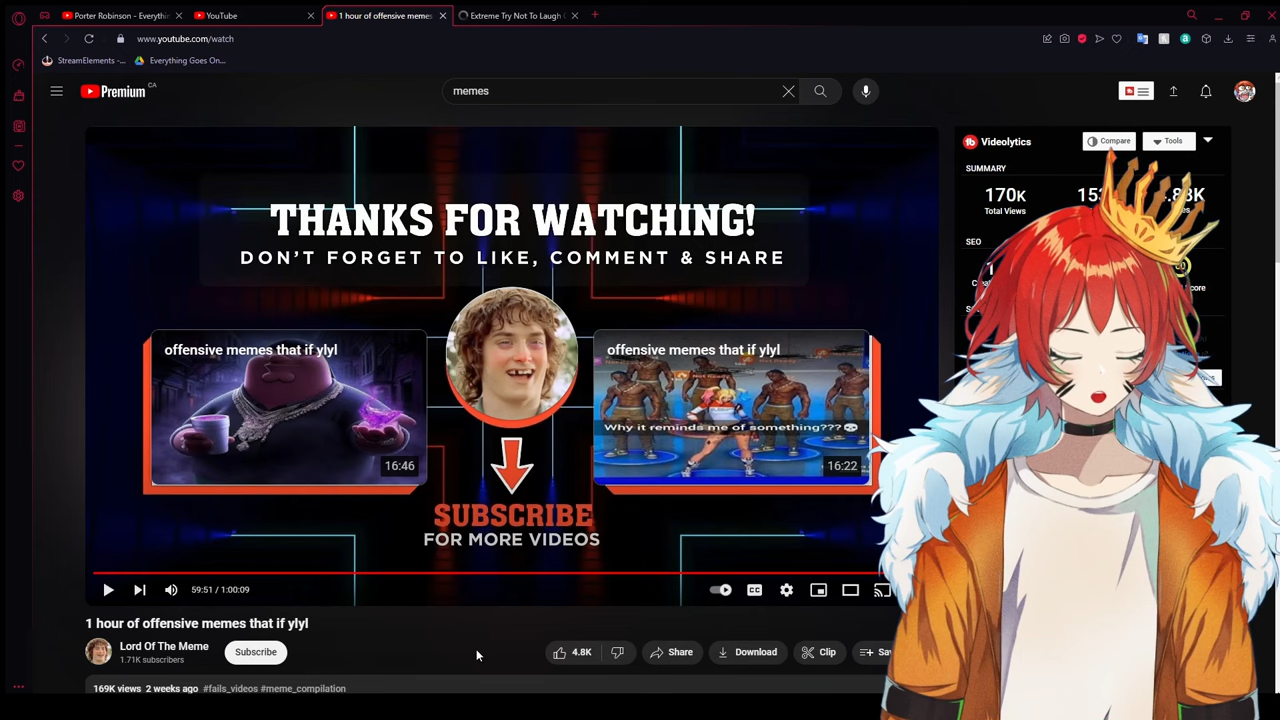 Porter Robinson - Everythin
YouTube
1 hour of offensive memes
Extreme Try Not To Laugh
www.youtube.com/watch
StreamElements -...
Everything Goes On...
Premium
CA
memes
Videolytics
Compare
Tools
SUMMARY
170K
Total Views
SEO
THANKS FOR WATCHING!
DON'T FORGET TO LIKE, COMMENT & SHARE
offensive memes that if ylyl
16:46
offensive memes that if ylyl
Why it reminds me of something???💀
16:22
SUBSCRIBE
FOR MORE VIDEOS
59:51 / 1:00:09
CC
1 hour of offensive memes that if ylyl
Lord Of The Meme
1.71K subscribers
Subscribe
4.8K
Share
Download
Clip
Sav
169K views 2 weeks ago #fails_videos #meme_compilation